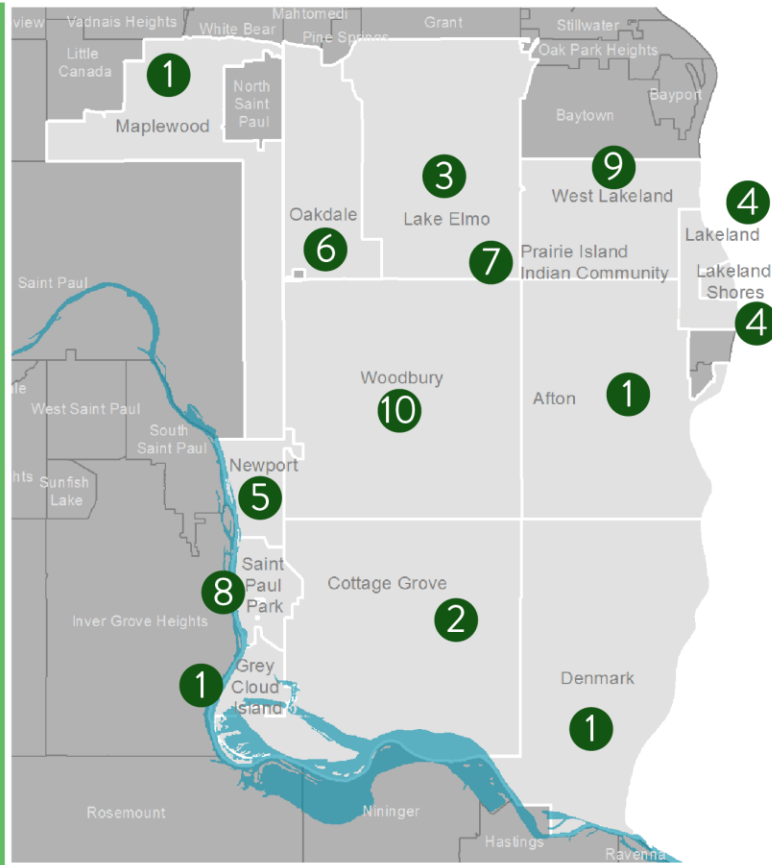 view
Vadnais Heights
White Bear
Mahtomedi
Grant
Stillwater
Pine Springs
Oak Park Heights
Little
Canada
1
North
Saint
Paul
Bayport
Baytown
Maplewood
3
9
West Lakeland
4
Oakdale
6
Lake Elmo
Lakeland
7
Prairie Island
Indian Community
Lakeland
Shores
4
Saint Paul
Woodbury
10
Afton
1
West Saint Paul
South
Saint Paul
Newport
5
hts
Sunfish
Lake
8
Saint
Paul
Park
Cottage Grove
2
Inver Grove Heights
1
Grey
Cloud
Island
Denmark
1
Rosemount
Nininger
Hastings
Ravenna